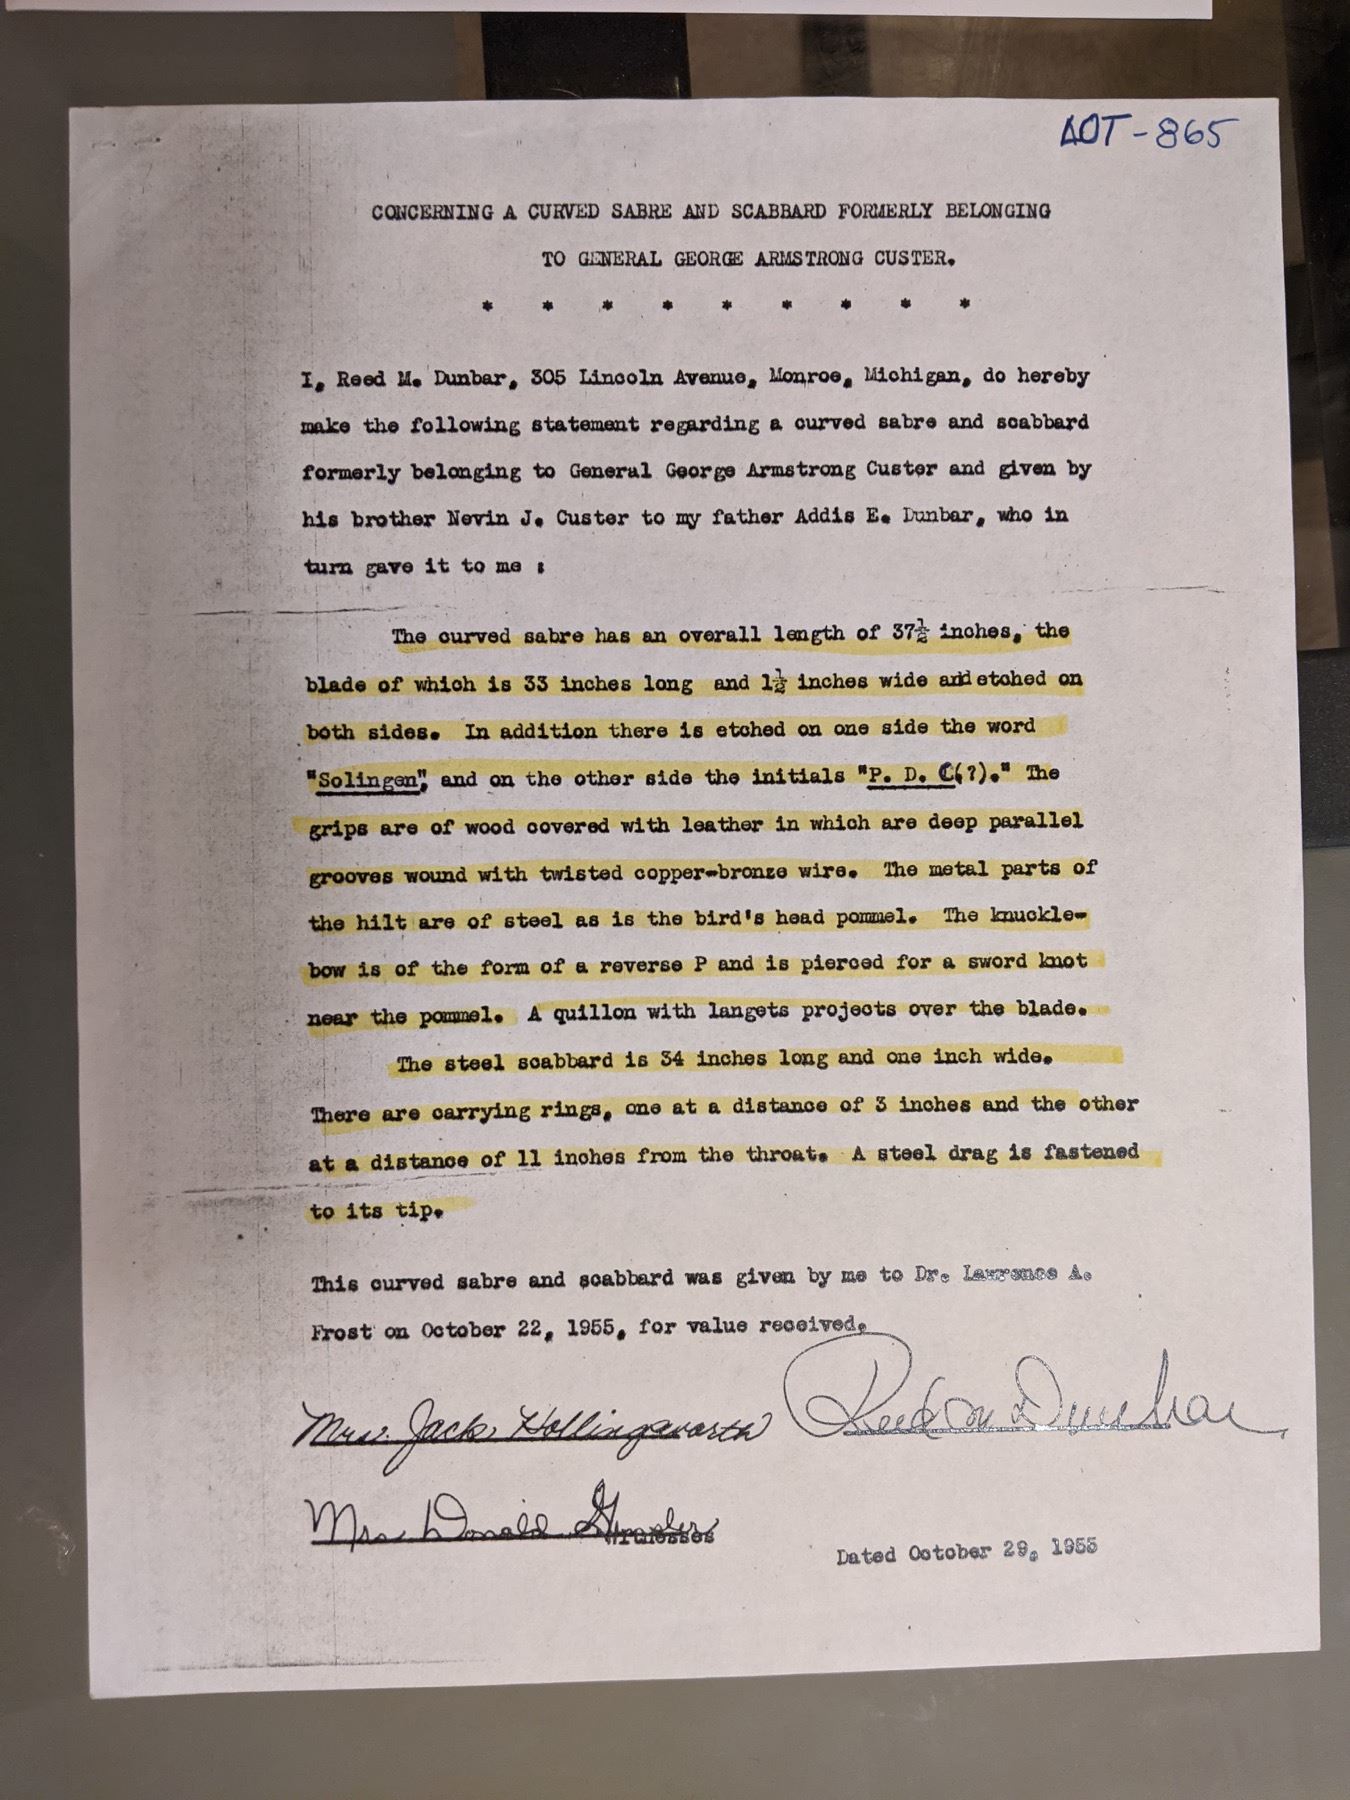 LOT-865
CONCERNING A CURVED SABRE AND SCABBARD FORMERLY BELONGING
TO GENERAL GEORGE ARMSTRONG CUSTER.
* * * * * * * * *
I, Reed M. Dunbar, 305 Lincoln Avenue, Monroe, Michigan, do hereby
make the following statement regarding a curved sabre and scabbard
formerly belonging to General George Armstrong Custer and given by
his brother Nevin J. Custer to my father Addis E. Dunbar, who in
turn gave it to me :
The curved sabre has an overall length of 37½ inches, the
blade of which is 33 inches long and 1½ inches wide and etched on
both sides. In addition there is etched on one side the word
"Solingen", and on the other side the initials "P. D. C(?)." The
grips are of wood covered with leather in which are deep parallel
grooves wound with twisted copper-bronze wire. The metal parts of
the hilt are of steel as is the bird's head pommel. The knuckle-
bow is of the form of a reverse P and is pierced for a sword knot
near the pommel. A quillon with langets projects over the blade.
The steel scabbard is 34 inches long and one inch wide.
There are carrying rings, one at a distance of 3 inches and the other
at a distance of 11 inches from the throat. A steel drag is fastened
to its tip.
This curved sabre and scabbard was given by me to Dr. Lawrence A.
Frost on October 22, 1955, for value received.
Reed M Dunbar
Mrs. Jack Hollingsworth
Mrs Donald
Witnesses
Dated October 29, 1955